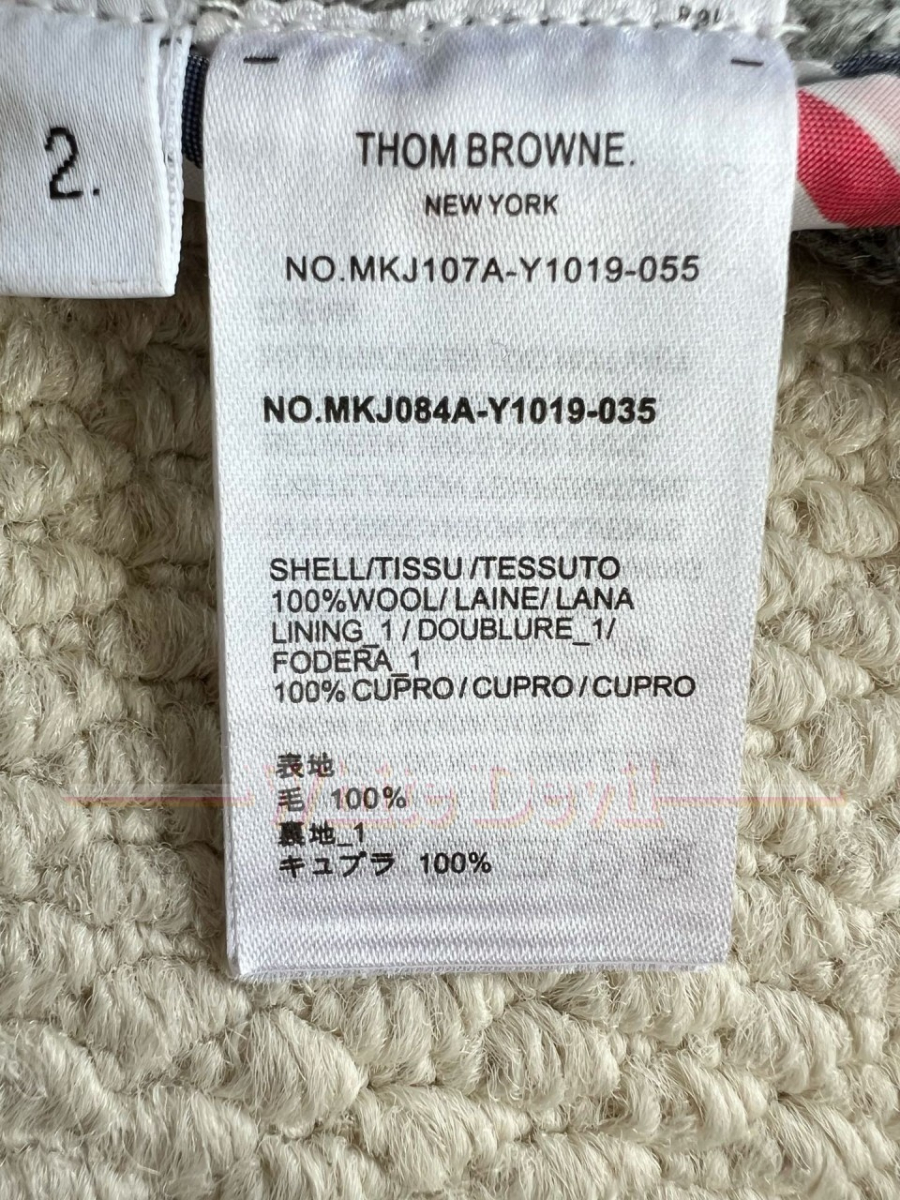 2.
THOM BROWNE.
NEW YORK
NO.MKJ107A-Y1019-055
NO.MKJ084A-Y1019-035
SHELL/TISSU /TESSUTO
100%WOOL/ LAINE/ LANA
LINING_1 / DOUBLURE_1/
FODERA_1
100% CUPRO / CUPRO / CUPRO
表地
毛 100%
裏地_1
キュプラ 100%